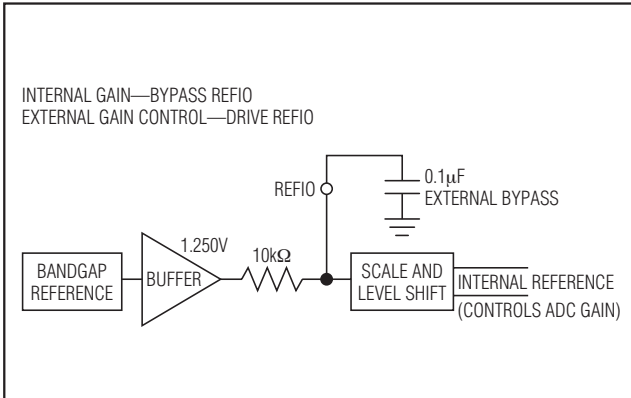 INTERNAL GAIN—BYPASS REFIO
EXTERNAL GAIN CONTROL—DRIVE REFIO
REFIO
0.1μF
EXTERNAL BYPASS
1.250V
10kΩ
BANDGAP
REFERENCE
BUFFER
SCALE AND
LEVEL SHIFT
INTERNAL REFERENCE
(CONTROLS ADC GAIN)